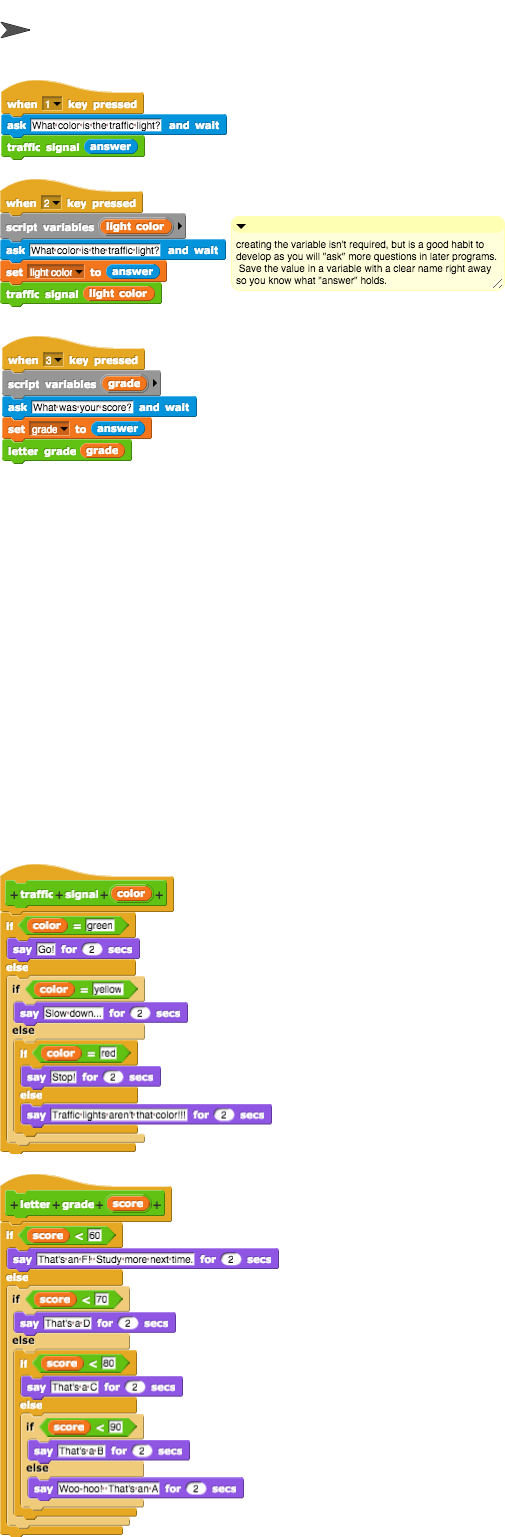 when 1 key pressed
ask What color is the traffic light? and wait
traffic signal answer
when 2 key pressed
script variables light color
ask What color is the traffic light? and wait
set light color to answer
traffic signal light color
creating the variable isn't required, but is a good habit to
develop as you will "ask" more questions in later programs.
Save the value in a variable with a clear name right away
so you know what "answer" holds.
when 3 key pressed
script variables grade
ask What was your score? and wait
set grade to answer
letter grade grade
+ traffic + signal + color +
if color = green
say Go! for 2 secs
else
if color = yellow
say Slow down... for 2 secs
else
if color = red
say Stop! for 2 secs
else
say Traffic lights aren't that color!!! for 2 secs
+ letter + grade + score +
if score < 60
say That's an F! Study more next time. for 2 secs
else
if score < 70
say That's a D for 2 secs
else
if score < 80
say That's a C for 2 secs
else
if score < 90
say That's a B for 2 secs
else
say Woo-hoo! That's an A for 2 secs